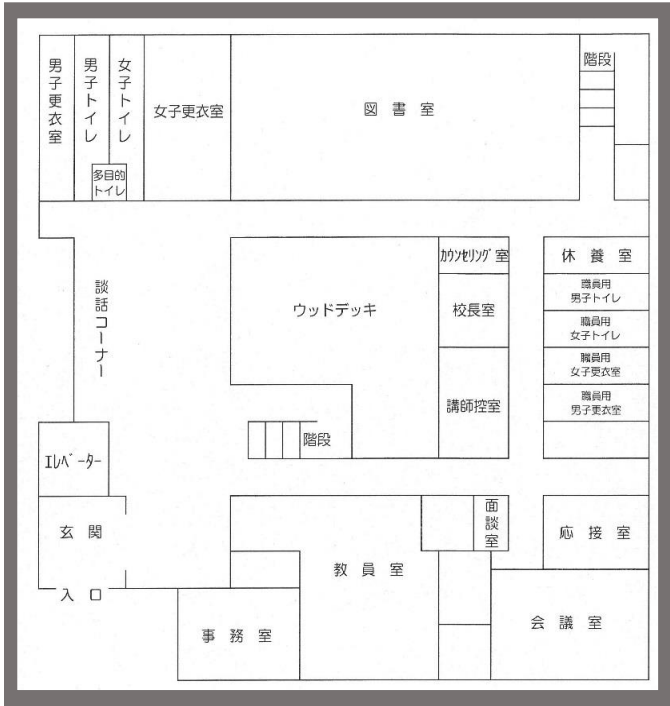 男子更衣室
男子トイレ
女子トイレ
多目的
トイレ
女子更衣室
図書室
階段
談話コーナー
ウッドデッキ
カウンセリング室
校長室
講師控室
休養室
職員用
男子トイレ
職員用
女子トイレ
職員用
女子更衣室
職員用
男子更衣室
階段
エレベーター
玄関
入口
教員室
面談室
応接室
事務室
会議室